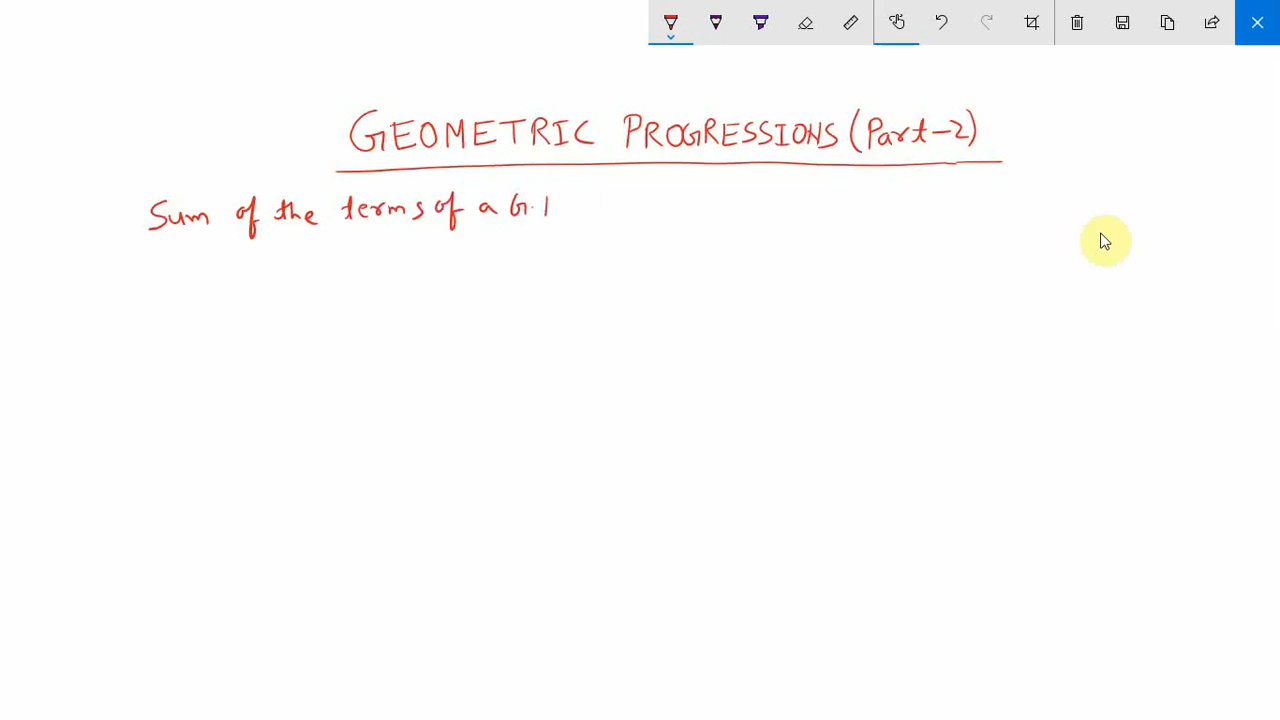 GEOMETRIC PROGRESSIONS (Part-2)
Sum of the terms of a G.